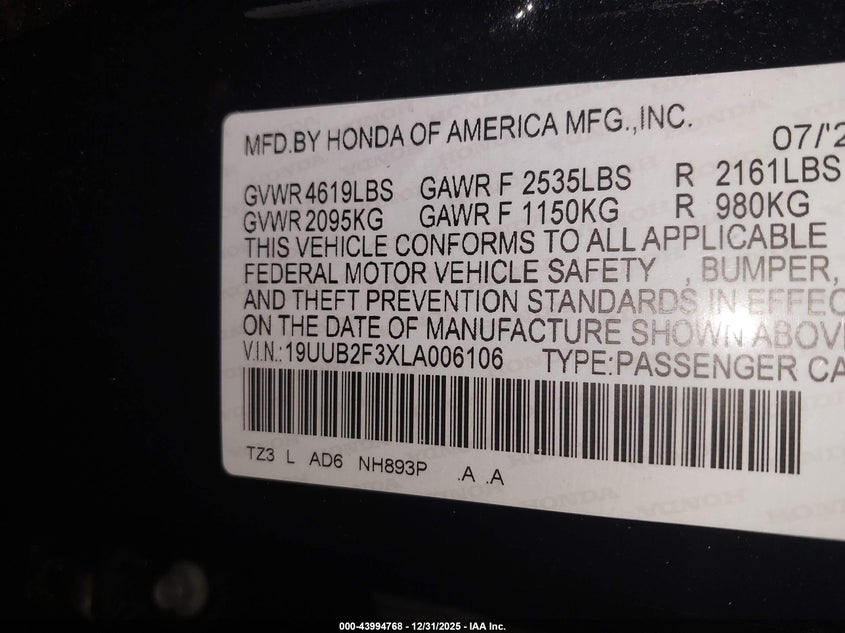 MFD.BY HONDA OF AMERICA MFG.,INC. 07/'2
GVWR 4619LBS GAWR F 2535LBS R 2161LBS
GVWR 2095KG GAWR F 1150KG R 980KG
THIS VEHICLE CONFORMS TO ALL APPLICABLE
FEDERAL MOTOR VEHICLE SAFETY , BUMPER,
AND THEFT PREVENTION STANDARDS IN EFFEC
ON THE DATE OF MANUFACTURE SHOWN ABOVE
V.I.N.:19UUB2F3XLA006106 TYPE:PASSENGER CA
TZ3 L AD6 NH893P .A .A
000-43994768 - 12/31/2025 - IAA Inc.